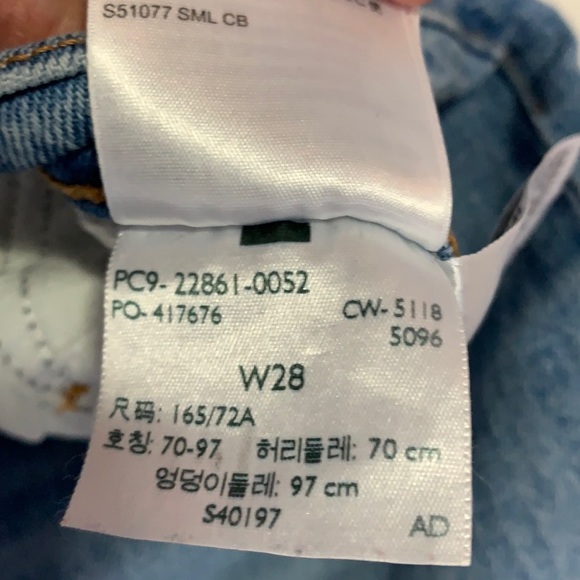 S51077 SML CB
PC9-22861-0052
PO-417676 CW-5118
5096
W28
尺码: 165/72A
호칭: 70-97 허리둘레: 70 cm
엉덩이둘레: 97 cm
S40197 AD